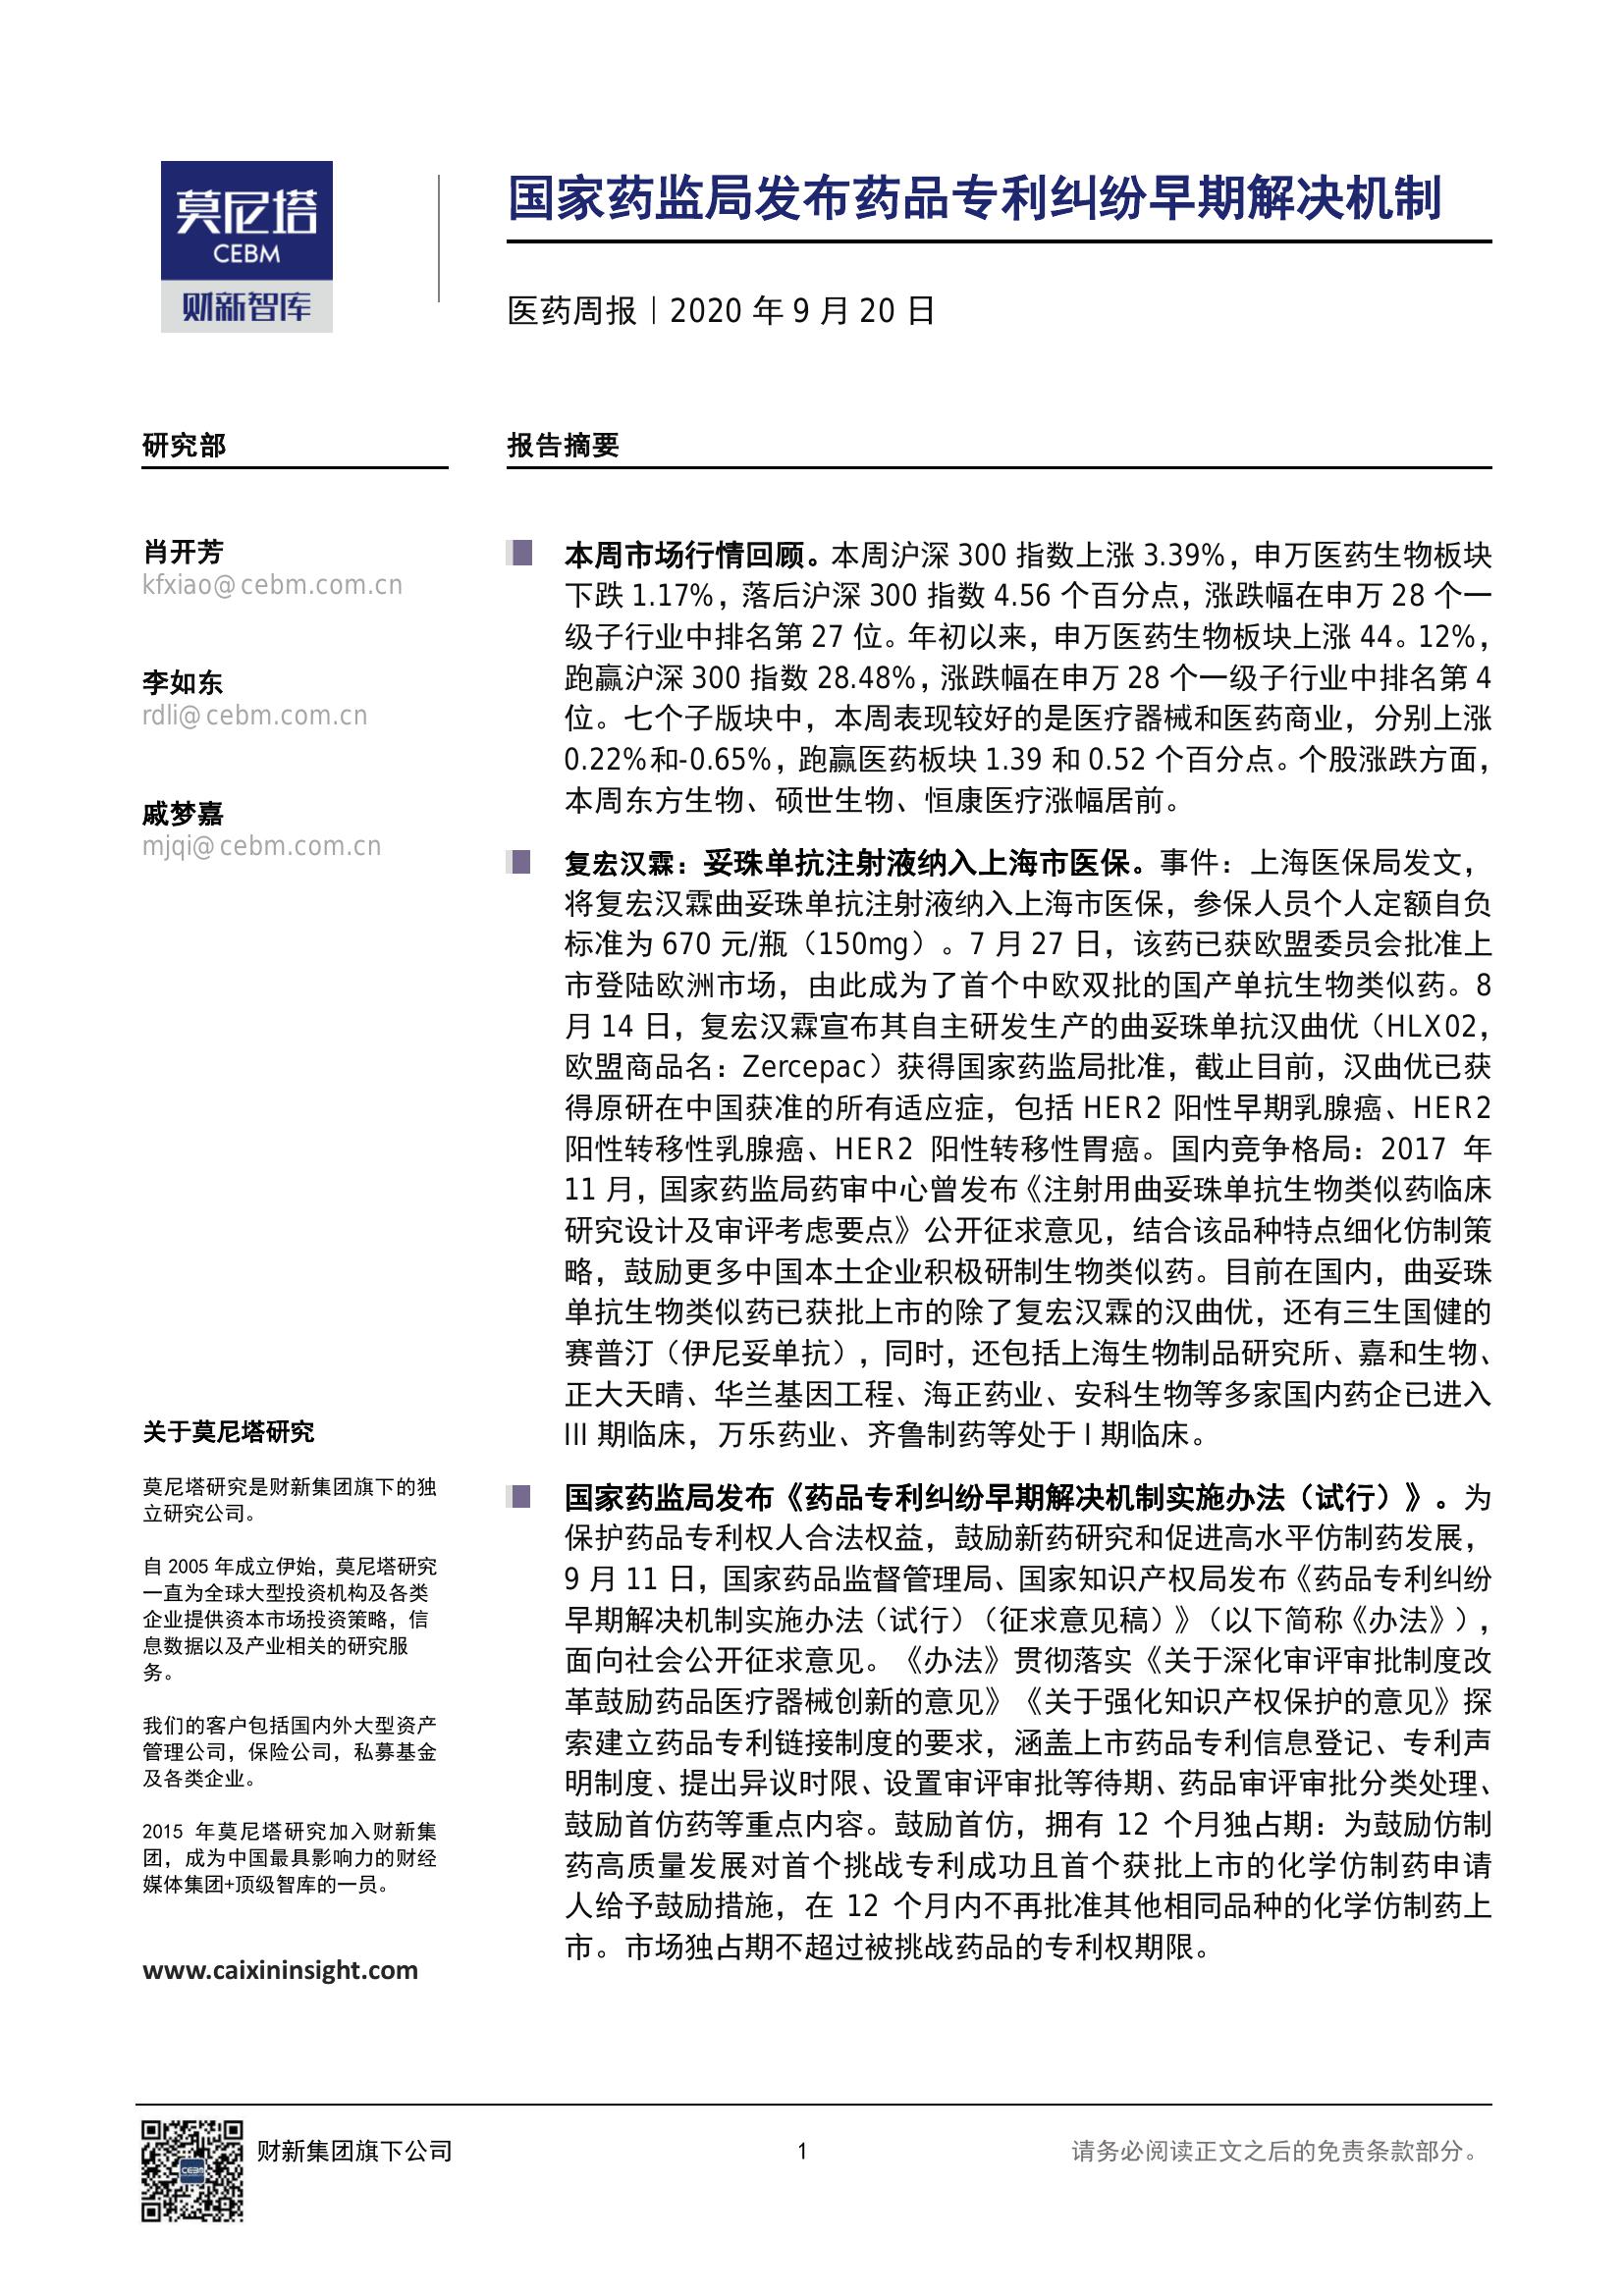 莫尼塔
CEBM
财新智库
国家药监局发布药品专利纠纷早期解决机制
医药周报｜2020 年 9 月 20 日
研究部
肖开芳
kfxiao@cebm.com.cn
李如东
rdli@cebm.com.cn
戚梦嘉
mjqi@cebm.com.cn
关于莫尼塔研究
莫尼塔研究是财新集团旗下的独
立研究公司。
自 2005 年成立伊始，莫尼塔研究
一直为全球大型投资机构及各类
企业提供资本市场投资策略，信
息数据以及产业相关的研究服
务。
我们的客户包括国内外大型资产
管理公司，保险公司，私募基金
及各类企业。
2015 年莫尼塔研究加入财新集
团，成为中国最具影响力的财经
媒体集团+顶级智库的一员。
www.caixininsight.com
报告摘要
本周市场行情回顾。本周沪深 300 指数上涨 3.39%，申万医药生物板块
下跌 1.17%，落后沪深 300 指数 4.56 个百分点，涨跌幅在申万 28 个一
级子行业中排名第 27 位。年初以来，申万医药生物板块上涨 44。12%，
跑赢沪深 300 指数 28.48%，涨跌幅在申万 28 个一级子行业中排名第 4
位。七个子版块中，本周表现较好的是医疗器械和医药商业，分别上涨
0.22%和-0.65%，跑赢医药板块 1.39 和 0.52 个百分点。个股涨跌方面，
本周东方生物、硕世生物、恒康医疗涨幅居前。
复宏汉霖：妥珠单抗注射液纳入上海市医保。事件：上海医保局发文，
将复宏汉霖曲妥珠单抗注射液纳入上海市医保，参保人员个人定额自负
标准为 670 元/瓶（150mg）。7 月 27 日，该药已获欧盟委员会批准上
市登陆欧洲市场，由此成为了首个中欧双批的国产单抗生物类似药。8
月 14 日，复宏汉霖宣布其自主研发生产的曲妥珠单抗汉曲优（HLX02，
欧盟商品名：Zercepac）获得国家药监局批准，截止目前，汉曲优已获
得原研在中国获准的所有适应症，包括 HER2 阳性早期乳腺癌、HER2
阳性转移性乳腺癌、HER2 阳性转移性胃癌。国内竞争格局：2017 年
11 月，国家药监局药审中心曾发布《注射用曲妥珠单抗生物类似药临床
研究设计及审评考虑要点》公开征求意见，结合该品种特点细化仿制策
略，鼓励更多中国本土企业积极研制生物类似药。目前在国内，曲妥珠
单抗生物类似药已获批上市的除了复宏汉霖的汉曲优，还有三生国健的
赛普汀（伊尼妥单抗），同时，还包括上海生物制品研究所、嘉和生物、
正大天晴、华兰基因工程、海正药业、安科生物等多家国内药企已进入
III 期临床，万乐药业、齐鲁制药等处于 I 期临床。
国家药监局发布《药品专利纠纷早期解决机制实施办法（试行）》。为
保护药品专利权人合法权益，鼓励新药研究和促进高水平仿制药发展，
9 月 11 日，国家药品监督管理局、国家知识产权局发布《药品专利纠纷
早期解决机制实施办法（试行）（征求意见稿）》（以下简称《办法》），
面向社会公开征求意见。《办法》贯彻落实《关于深化审评审批制度改
革鼓励药品医疗器械创新的意见》《关于强化知识产权保护的意见》探
索建立药品专利链接制度的要求，涵盖上市药品专利信息登记、专利声
明制度、提出异议时限、设置审评审批等待期、药品审评审批分类处理、
鼓励首仿药等重点内容。鼓励首仿，拥有 12 个月独占期：为鼓励仿制
药高质量发展对首个挑战专利成功且首个获批上市的化学仿制药申请
人给予鼓励措施，在 12 个月内不再批准其他相同品种的化学仿制药上
市。市场独占期不超过被挑战药品的专利权期限。
CEBM
财新集团旗下公司
1
请务必阅读正文之后的免责条款部分。